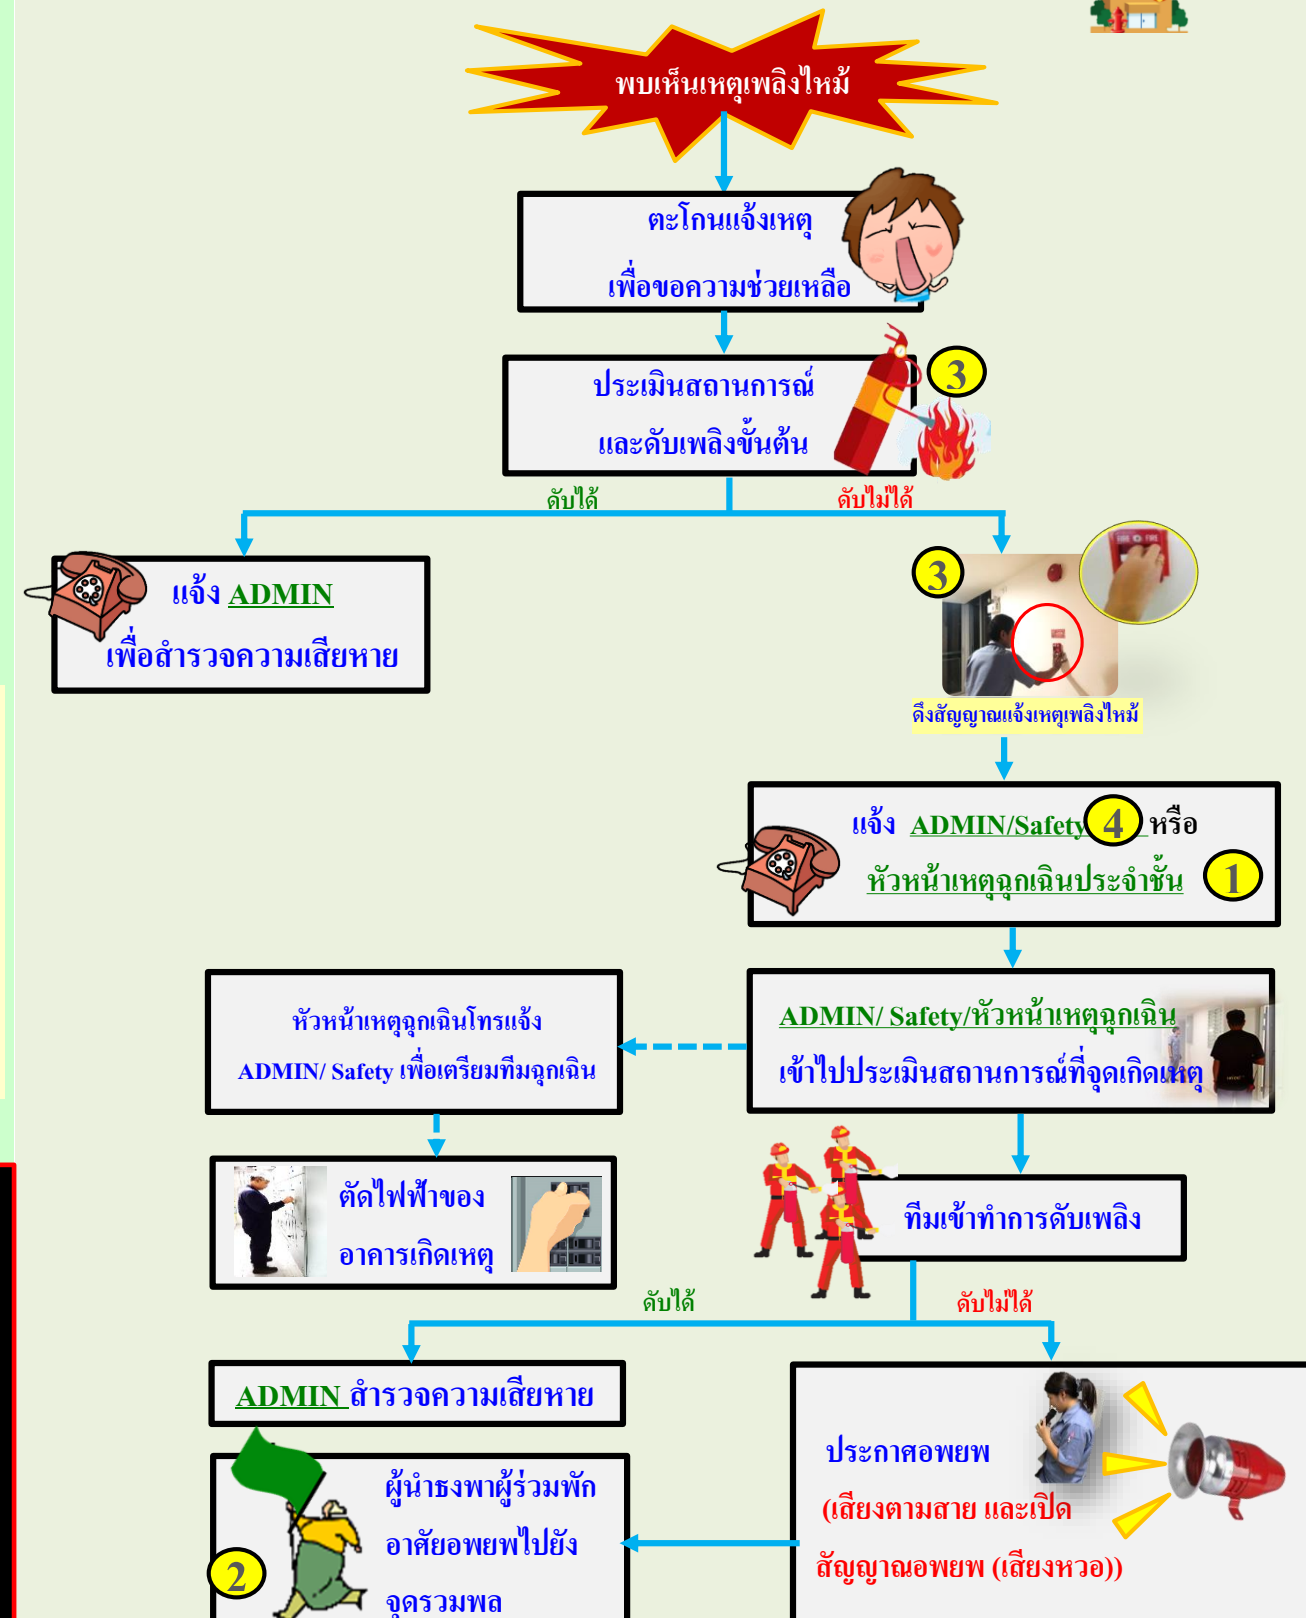 พบเห็นเหตุเพลิงไหม้
ตะโกนแจ้งเหตุ
เพื่อขอความช่วยเหลือ
ประเมินสถานการณ์
และดับเพลิงขั้นต้น
3
ดับได้
ดับไม่ได้
แจ้ง ADMIN
เพื่อสำรวจความเสียหาย
3
FIRE FIRE
ดึงสัญญาณแจ้งเหตุเพลิงไหม้
แจ้ง ADMIN/Safety 4 หรือ
หัวหน้าเหตุฉุกเฉินประจำชั้น 1
ADMIN/ Safety/หัวหน้าเหตุฉุกเฉิน
เข้าไปประเมินสถานการณ์ที่จุดเกิดเหตุ
หัวหน้าเหตุฉุกเฉินโทรแจ้ง
ADMIN/ Safety เพื่อเตรียมทีมฉุกเฉิน
ตัดไฟฟ้าของ
อาคารเกิดเหตุ
ทีมเข้าทำการดับเพลิง
ดับได้
ดับไม่ได้
ADMIN สำรวจความเสียหาย
ประกาศอพยพ
(เสียงตามสาย และเปิด
สัญญาณอพยพ (เสียงหวอ))
ผู้นำธงพาผู้ร่วมพัก
อาศัยอพยพไปยัง
จุดรวมพล
2